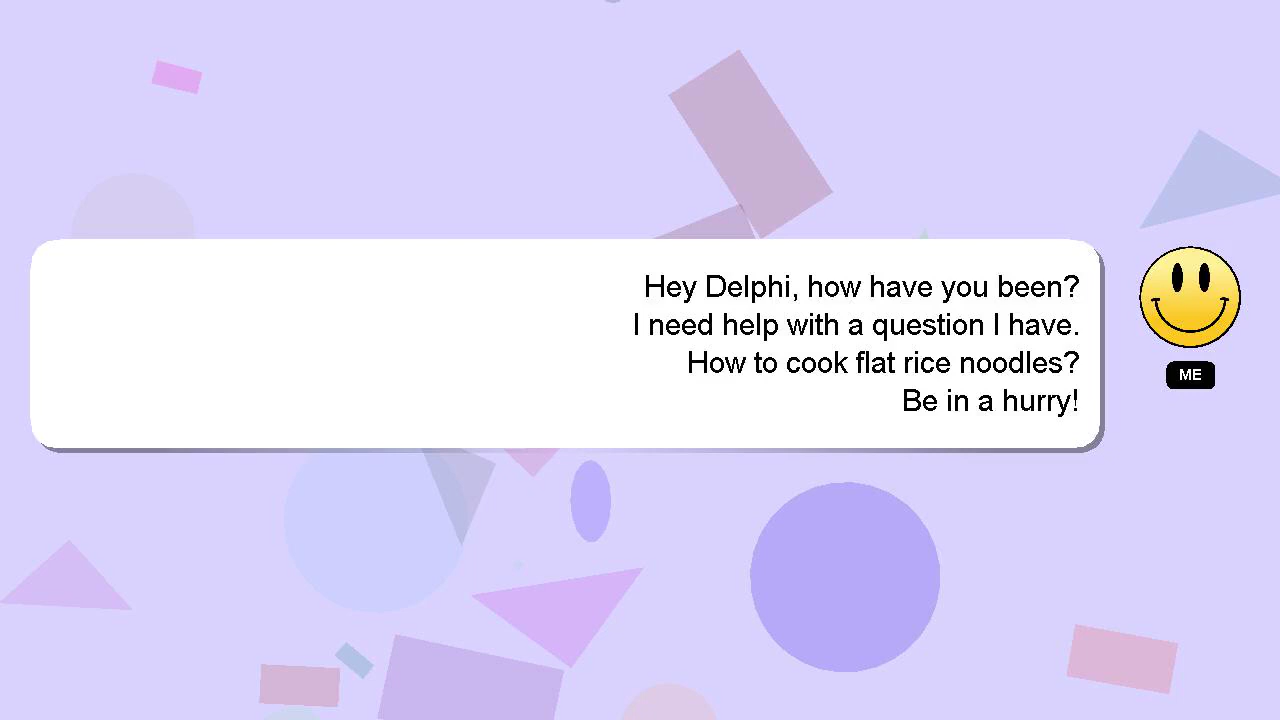 Hey Delphi, how have you been?
I need help with a question I have.
How to cook flat rice noodles?
Be in a hurry!
ME